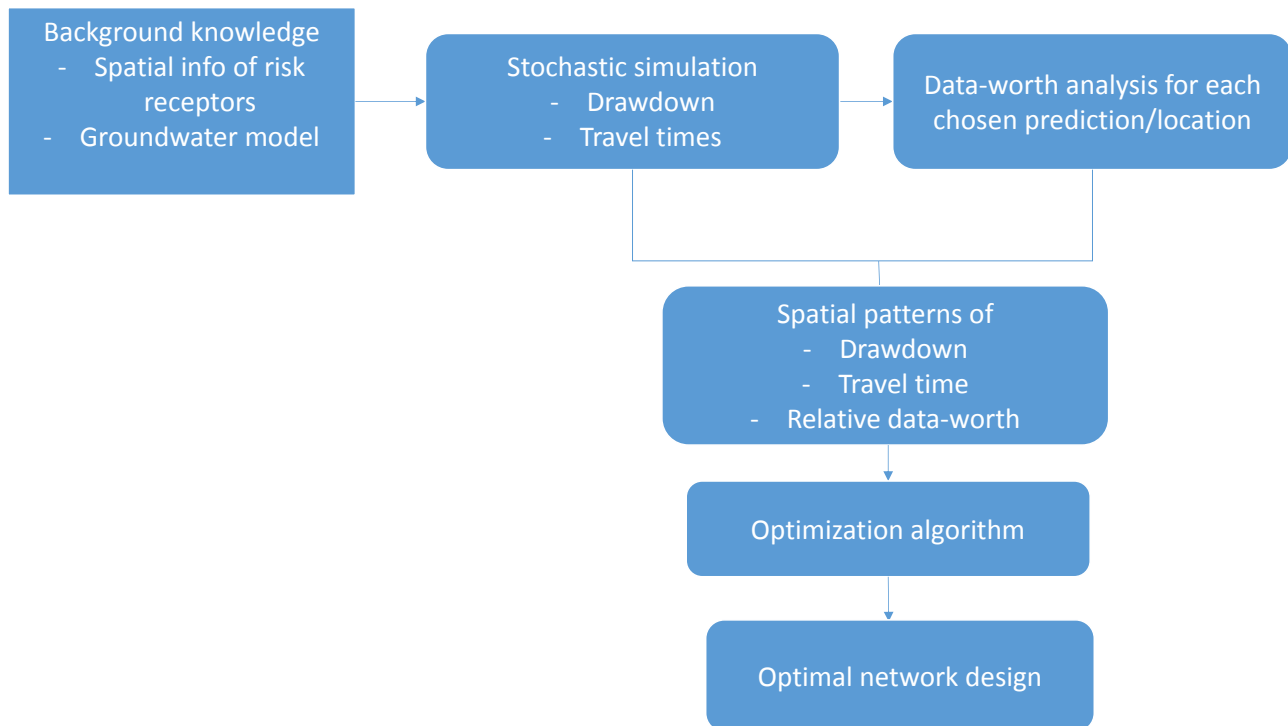 Background knowledge
- Spatial info of risk
receptors
- Groundwater model
Stochastic simulation
- Drawdown
- Travel times
Data-worth analysis for each
chosen prediction/location
Spatial patterns of
- Drawdown
- Travel time
- Relative data-worth
Optimization algorithm
Optimal network design